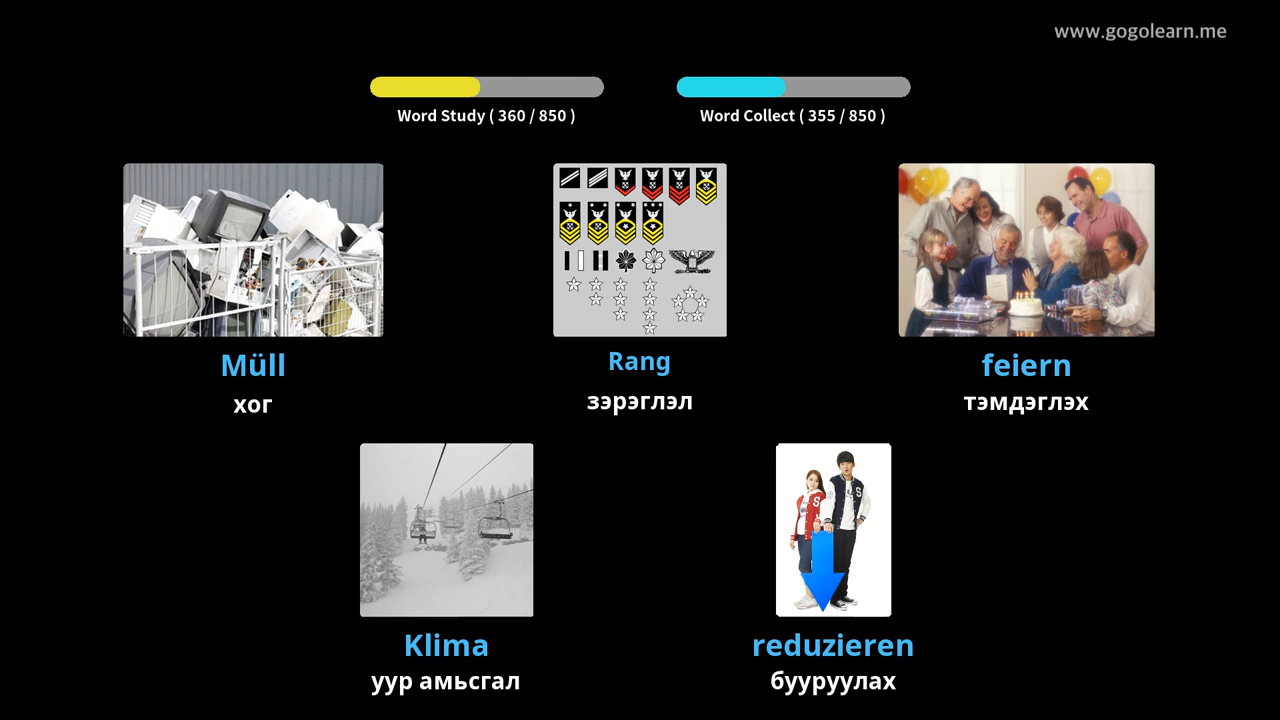 www.gogolearn.me
Word Study ( 360 / 850 )
Word Collect ( 355 / 850 )
Müll
хог
Rang
зэрэглэл
feiern
тэмдэглэх
Klima
уур амьсгал
reduzieren
бууруулах